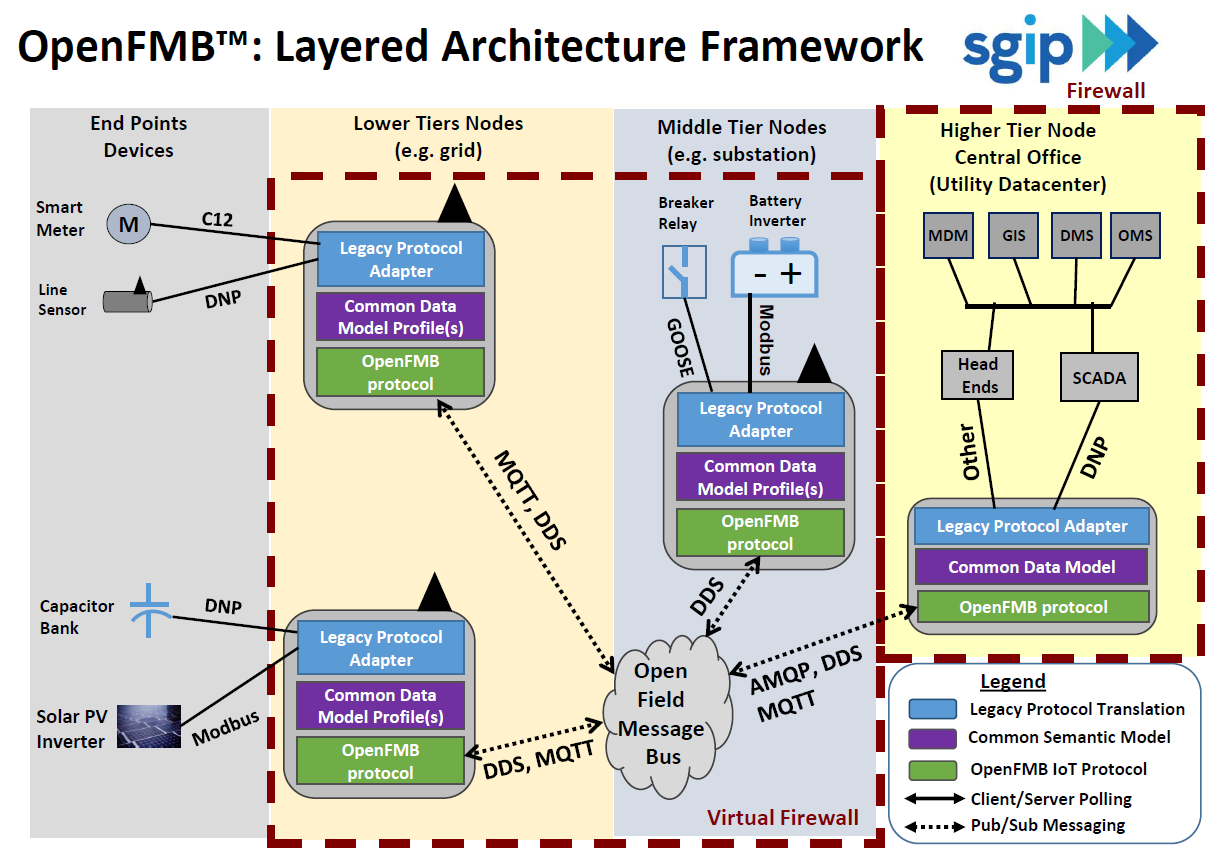 OpenFMB™: Layered Architecture Framework
sgip
Firewall
End Points
Devices
Lower Tiers Nodes
(e.g. grid)
Middle Tier Nodes
(e.g. substation)
Higher Tier Node
Central Office
(Utility Datacenter)
Smart
Meter
M
C12
Line
Sensor
DNP
Legacy Protocol
Adapter
Common Data
Model Profile(s)
OpenFMB
protocol
Breaker
Relay
Battery
Inverter
- +
GOOSE
Modbus
Legacy Protocol
Adapter
Common Data
Model Profile(s)
OpenFMB
protocol
MDM
GIS
DMS
OMS
Head
Ends
SCADA
Other
DNP
Legacy Protocol Adapter
Common Data Model
OpenFMB protocol
MQTT, DDS
DDS
Capacitor
Bank
DNP
Solar PV
Inverter
Modbus
Legacy Protocol
Adapter
Common Data
Model Profile(s)
OpenFMB
protocol
DDS, MQTT
Open
Field
Message
Bus
AMQP, DDS
MQTT
Virtual Firewall
Legend
Legacy Protocol Translation
Common Semantic Model
OpenFMB IoT Protocol
Client/Server Polling
Pub/Sub Messaging